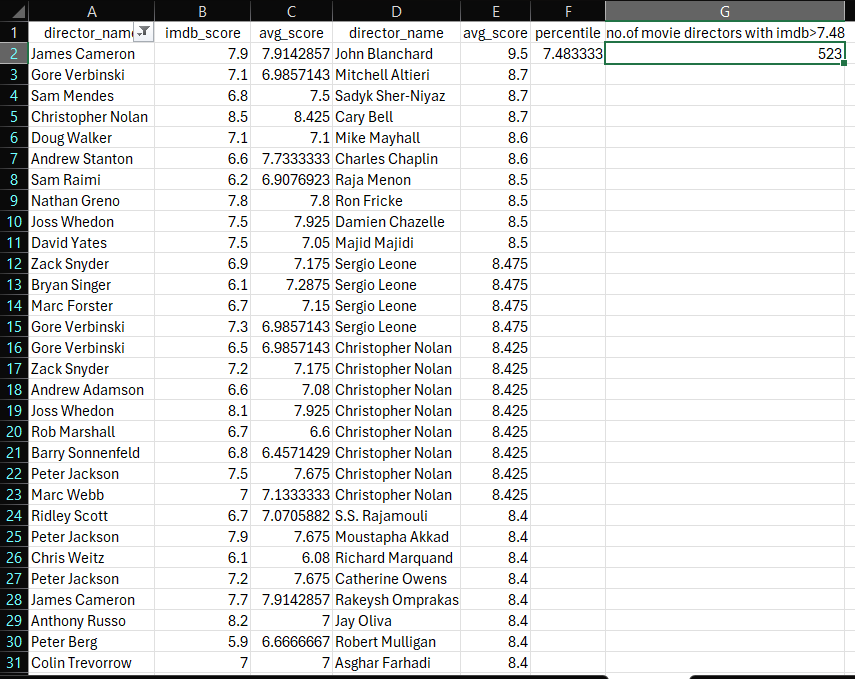 A B C D E F G
1 director_name imdb_score avg_score director_name avg_score percentile no.of movie directors with imdb>7.48
2 James Cameron 7.9 7.9142857 John Blanchard 9.5 7.483333 523
3 Gore Verbinski 7.1 6.9857143 Mitchell Altieri 8.7
4 Sam Mendes 6.8 7.5 Sadyk Sher-Niyaz 8.7
5 Christopher Nolan 8.5 8.425 Cary Bell 8.7
6 Doug Walker 7.1 7.1 Mike Mayhall 8.6
7 Andrew Stanton 6.6 7.7333333 Charles Chaplin 8.6
8 Sam Raimi 6.2 6.9076923 Raja Menon 8.5
9 Nathan Greno 7.8 7.8 Ron Fricke 8.5
10 Joss Whedon 7.5 7.925 Damien Chazelle 8.5
11 David Yates 7.5 7.05 Majid Majidi 8.5
12 Zack Snyder 6.9 7.175 Sergio Leone 8.475
13 Bryan Singer 6.1 7.2875 Sergio Leone 8.475
14 Marc Forster 6.7 7.15 Sergio Leone 8.475
15 Gore Verbinski 7.3 6.9857143 Sergio Leone 8.475
16 Gore Verbinski 6.5 6.9857143 Christopher Nolan 8.425
17 Zack Snyder 7.2 7.175 Christopher Nolan 8.425
18 Andrew Adamson 6.6 7.08 Christopher Nolan 8.425
19 Joss Whedon 8.1 7.925 Christopher Nolan 8.425
20 Rob Marshall 6.7 6.6 Christopher Nolan 8.425
21 Barry Sonnenfeld 6.8 6.4571429 Christopher Nolan 8.425
22 Peter Jackson 7.5 7.675 Christopher Nolan 8.425
23 Marc Webb 7 7.1333333 Christopher Nolan 8.425
24 Ridley Scott 6.7 7.0705882 S.S. Rajamouli 8.4
25 Peter Jackson 7.9 7.675 Moustapha Akkad 8.4
26 Chris Weitz 6.1 6.08 Richard Marquand 8.4
27 Peter Jackson 7.2 7.675 Catherine Owens 8.4
28 James Cameron 7.7 7.9142857 Rakeysh Omprakas 8.4
29 Anthony Russo 8.2 7 Jay Oliva 8.4
30 Peter Berg 5.9 6.6666667 Robert Mulligan 8.4
31 Colin Trevorrow 7 7 Asghar Farhadi 8.4